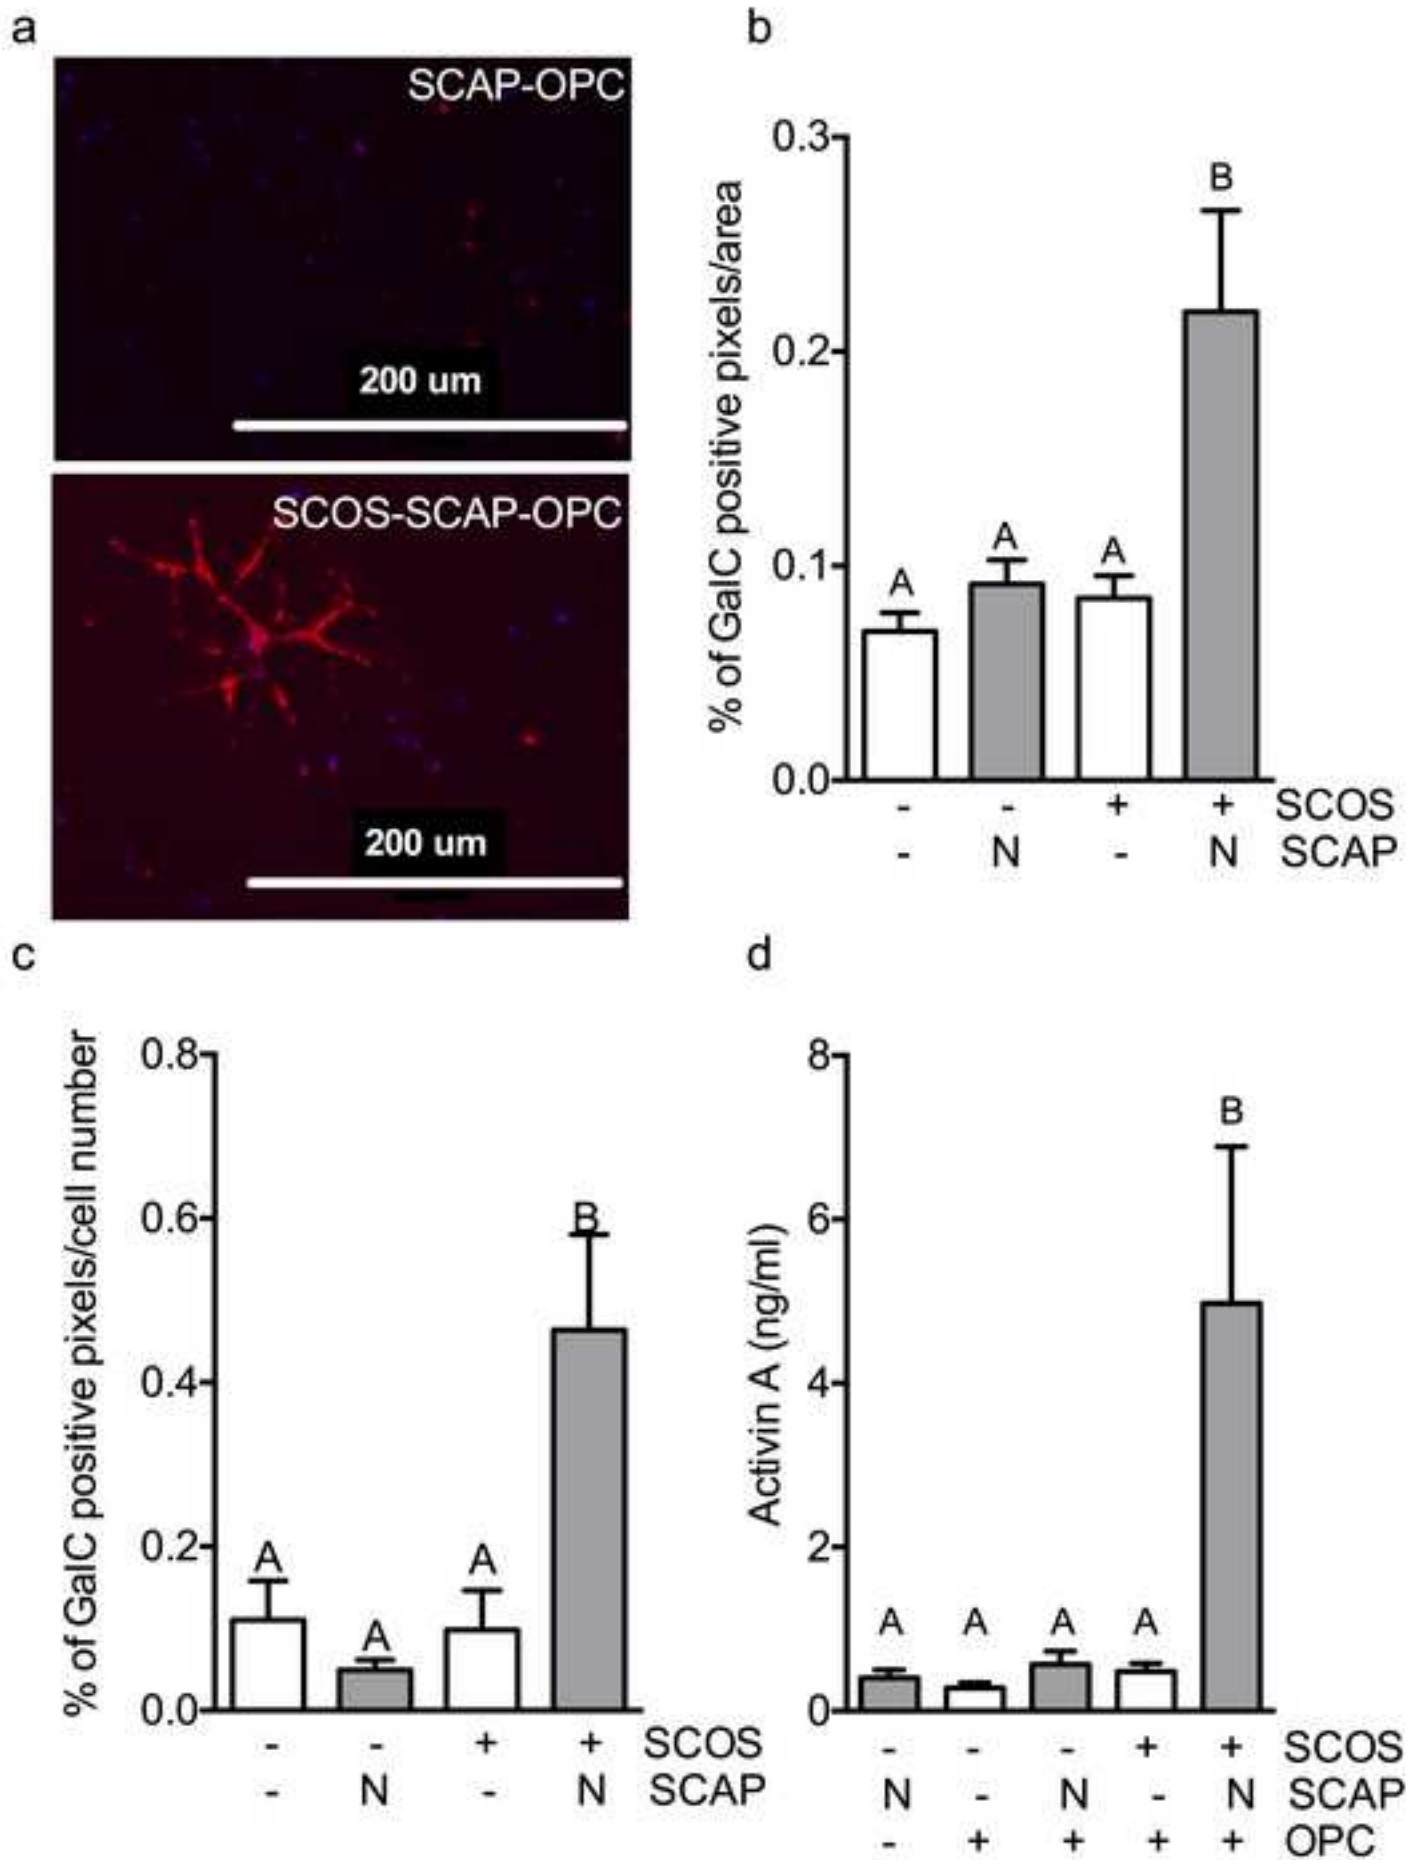 a
SCAP-OPC
200 um
SCOS-SCAP-OPC
200 um
b
% of GalC positive pixels/area
0.3
0.2
0.1
0.0
A
A
A
B
- - + + SCOS
- N - N SCAP
c
% of GalC positive pixels/cell number
0.8
0.6
0.4
0.2
0.0
A
A
A
B
- - + + SCOS
- N - N SCAP
d
Activin A (ng/ml)
8
6
4
2
0
A
A
A
A
B
- - - + + SCOS
N - N - N SCAP
- + + + + OPC